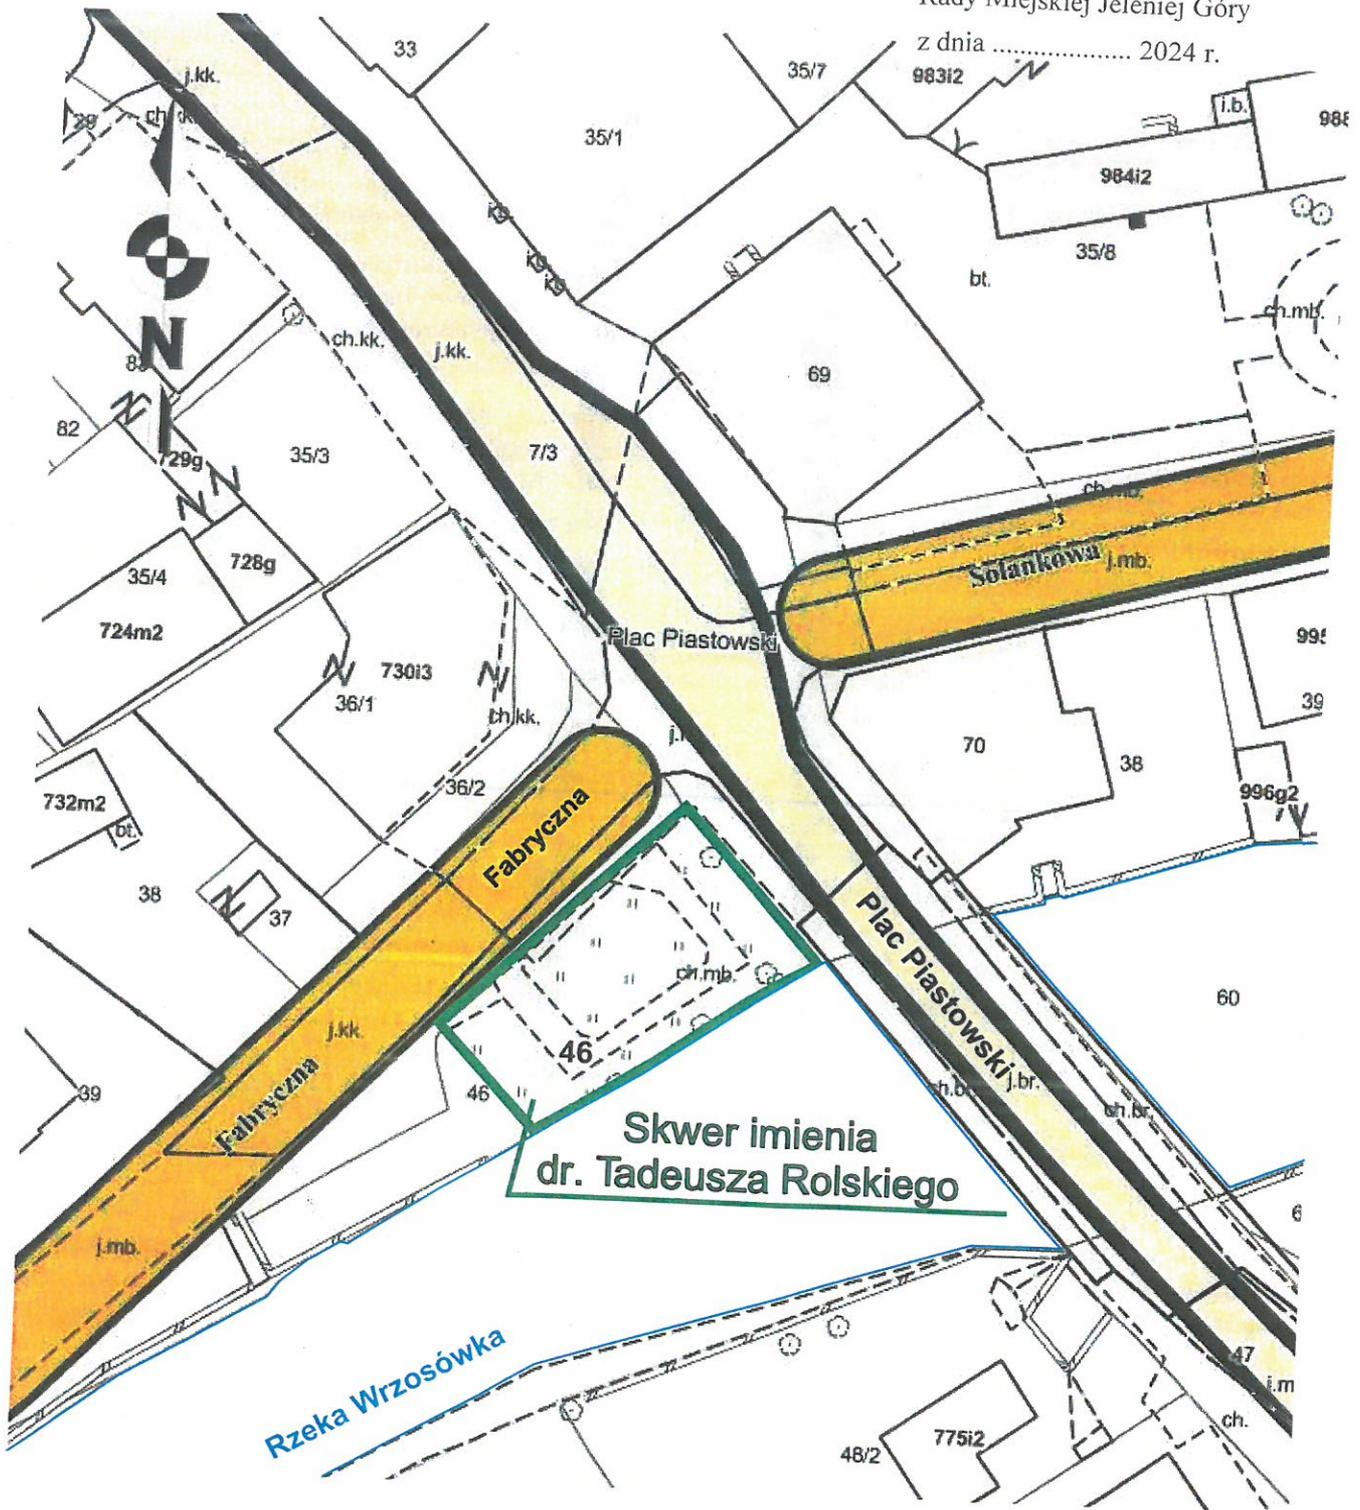 Rady Miejskiej Jeleniej Góry
z dnia .................... 2024 r.
33
35/7
983i2
j.kk.
i.b.
35/1
984i2
35/8
bt.
ch.mb.
N
ch.kk.
j.kk.
69
82
7/3
35/3
729g
ch.mb.
728g
35/4
Solankowa
j.mb.
724m2
Plac Piastowski
730i3
36/1
ch.kk.
39
70
38
36/2
732m2
bt.
996g2
Fabryczna
38
37
Plac Piastowski
ch.mb.
60
j.kk.
46
46
39
Fabryczna
j.br.
ch.br.
Skwer imienia
dr. Tadeusza Rolskiego
j.mb.
Rzeka Wrzosówka
47
ch.
48/2
775i2